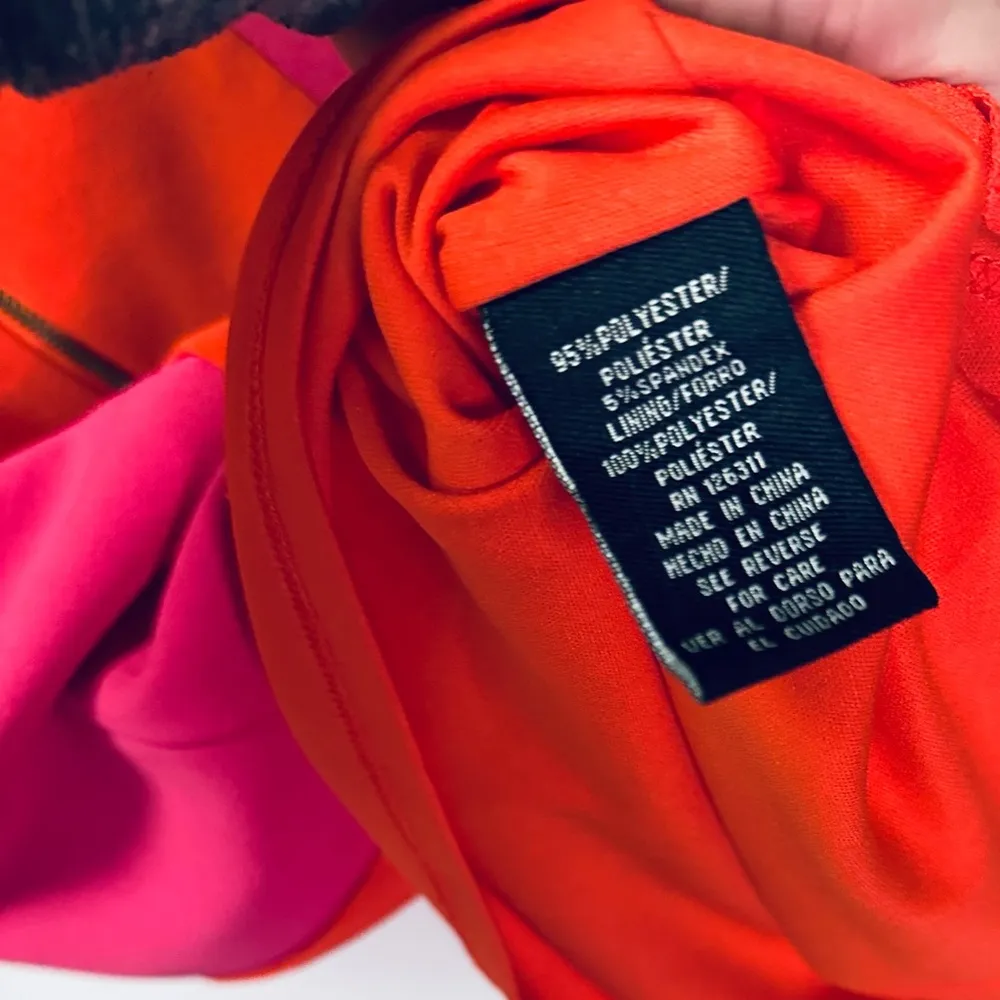 95%POLYESTER/
POLIÉSTER
5%SPANDEX
LINING/FORRO
100%POLYESTER/
POLIÉSTER
RN 126311
MADE IN CHINA
HECHO EN CHINA
SEE REVERSE
FOR CARE
VER AL DORSO PARA
EL CUIDADO